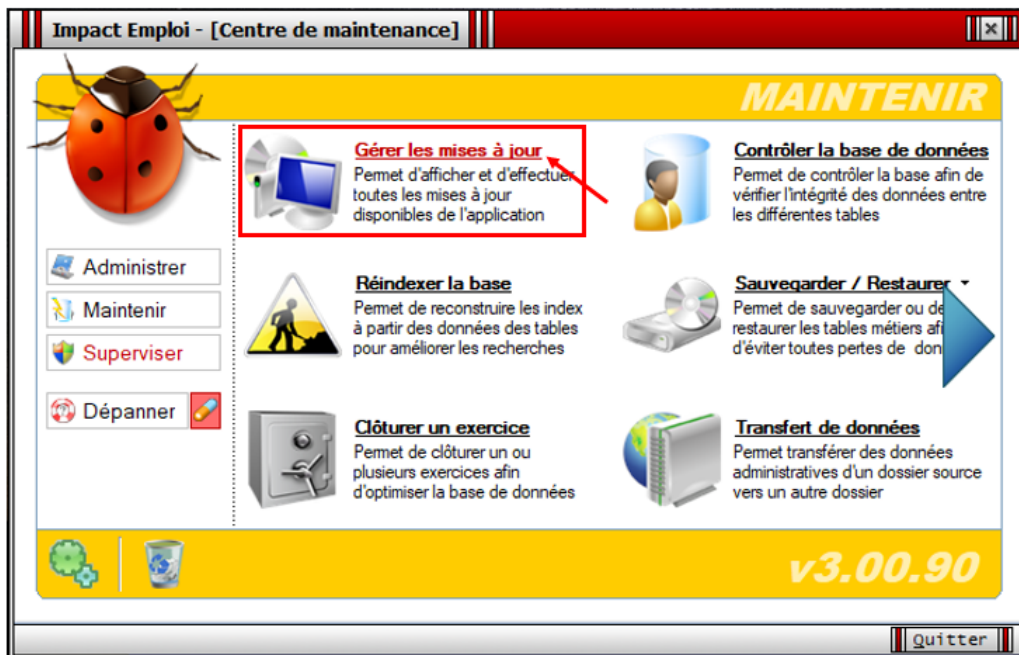 Impact Emploi - [Centre de maintenance]
MAINTENIR
Gérer les mises à jour
Permet d'afficher et d'effectuer
toutes les mises à jour
disponibles de l'application
Contrôler la base de données
Permet de contrôler la base afin de
vérifier l'intégrité des données entre
les différentes tables
Administrer
Maintenir
Superviser
Dépanner
Réindexer la base
Permet de reconstruire les index
à partir des données des tables
pour améliorer les recherches
Sauvegarder / Restaurer
Permet de sauvegarder ou de
restaurer les tables métiers
d'éviter toutes pertes de
Clôturer un exercice
Permet de clôturer un ou
plusieurs exercices afin
d'optimiser la base de données
Transfert de données
Permet transférer des données
administratives d'un dossier source
vers un autre dossier
v3.00.90
Quitter